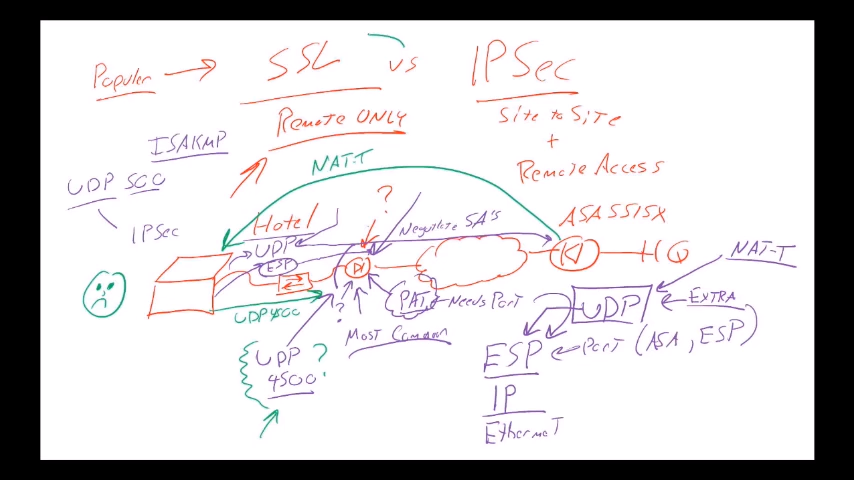 SSL vs IPSec
Popular
Remote ONLY
Site to Site
+
Remote Access
ISAKMP
UDP 500
IPSec
NAT-T
?
Hotel
Negotiate SA's
ASA 5515X
UDP
ESP
HQ
NAT-T
UDP 4500
?
PAT
Needs Port
UDP
EXTRA
Most Common
UDP ?
4500
ESP
Port (ASA, ESP)
IP
Ethernet